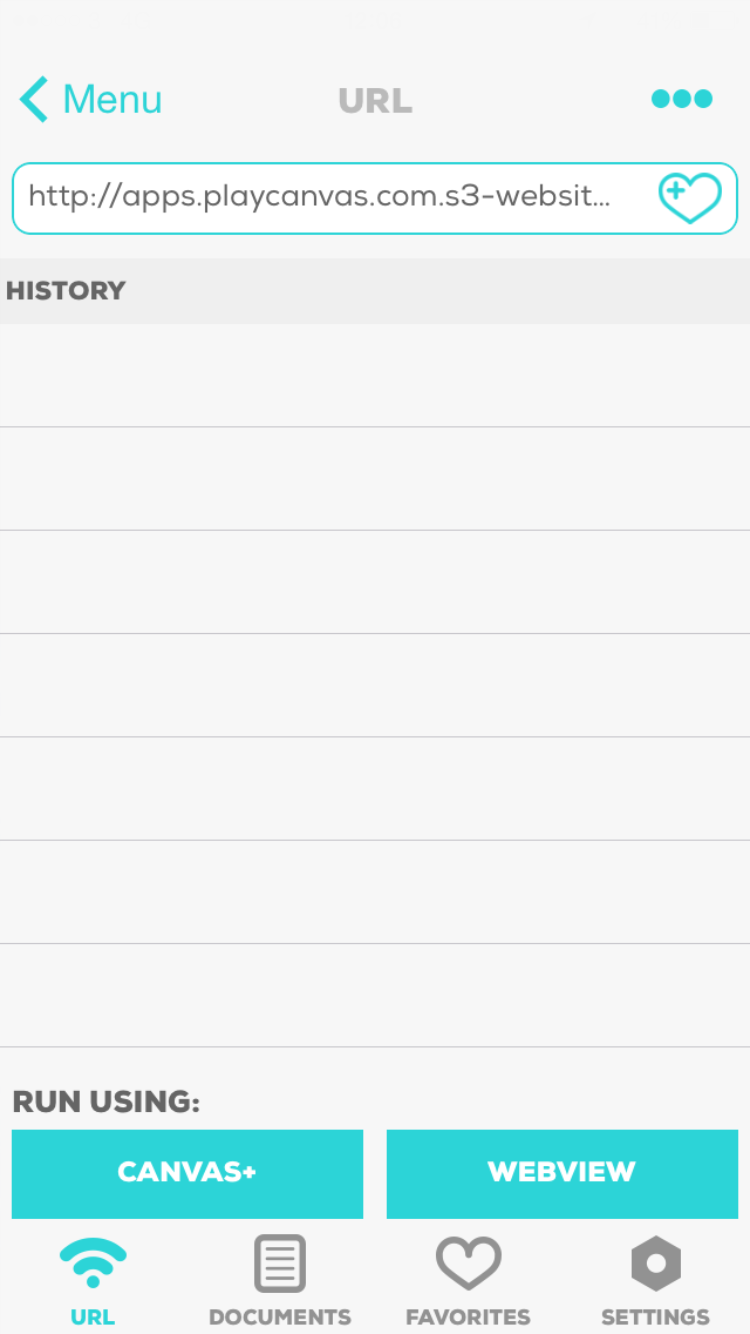 Menu
URL
http://apps.playcanvas.com.s3-websit...
HISTORY
RUN USING:
CANVAS+
WEBVIEW
URL
DOCUMENTS
FAVORITES
SETTINGS